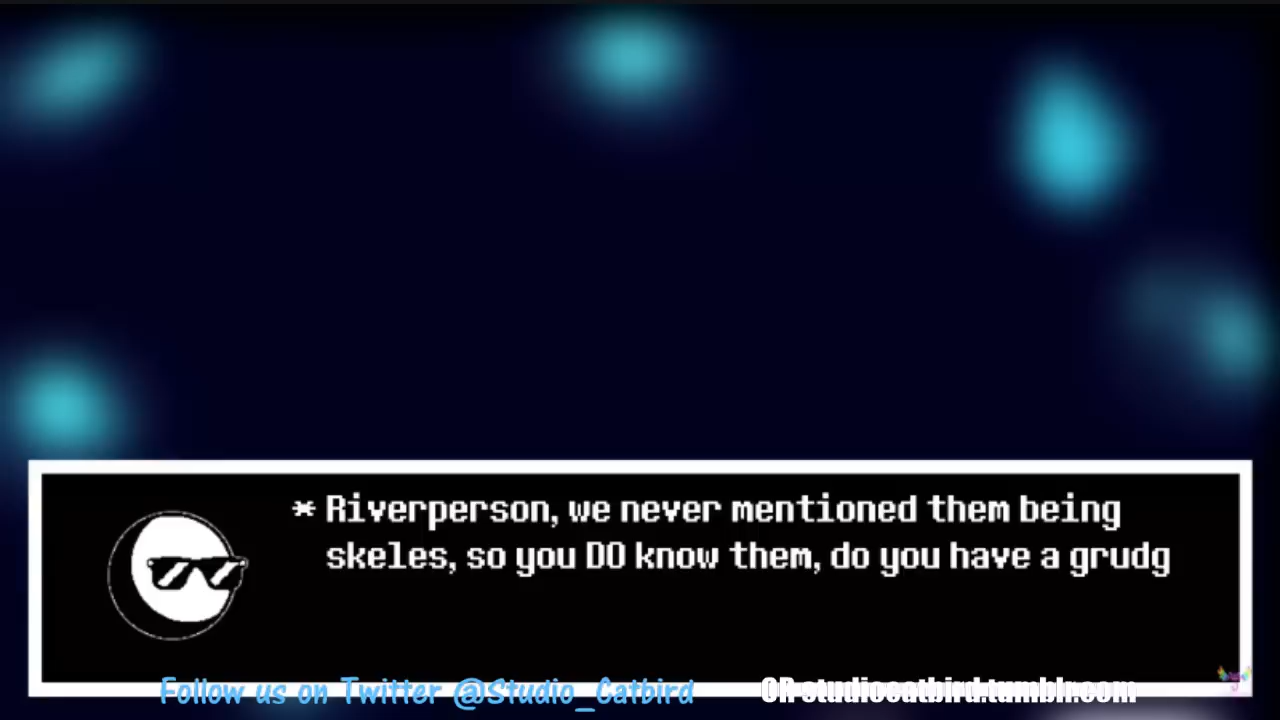 * Riverperson, we never mentioned them being
skeles, so you DO know them, do you have a grudg
Follow us on Twitter @Studio_Catbird
OR studiocatbird.tumblr.com